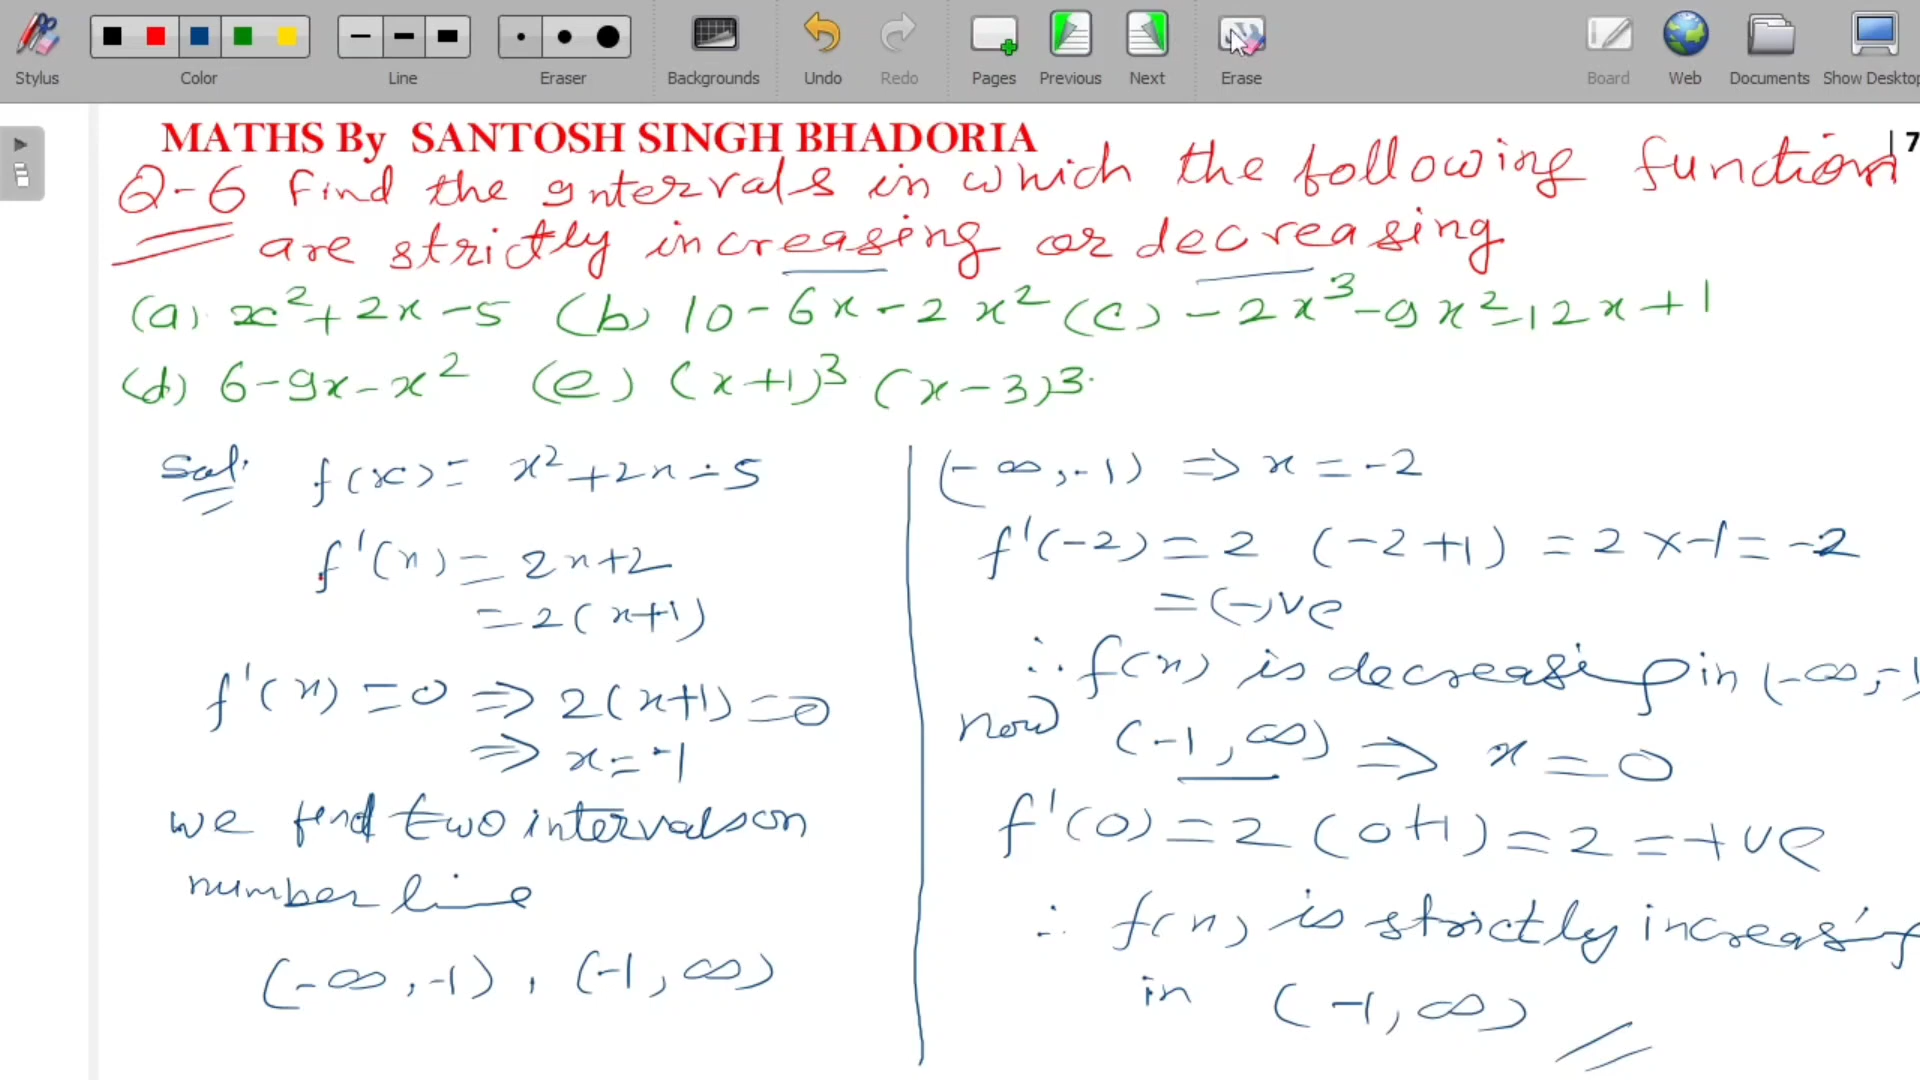 Stylus Color Line Eraser Backgrounds Undo Redo Pages Previous Next Erase Board Web Documents Show Desktop
MATHS By SANTOSH SINGH BHADORIA
7
Q-6 Find the Intervals in which the following function
are strictly increasing or decreasing
(a) x²+2x-5 (b) 10-6x-2x² (c) -2x³-9x²-12x+1
(d) 6-9x-x² (e) (x+1)³ (x-3)³.
Sol. f(x) = x²+2x-5
f'(x) = 2x+2
= 2(x+1)
f'(x) = 0 ⇒ 2(x+1) = 0
⇒ x = -1
we find two intervals on
number line
(-∞,-1), (-1,∞)
(-∞,-1) ⇒ x = -2
f'(-2) = 2 (-2+1) = 2×-1 = -2
= (-)ve
∴ f(x) is decreasing in (-∞,-1
now (-1,∞) ⇒ x = 0
f'(0) = 2 (0+1) = 2 = +ve
∴ f(x) is strictly increasing
in (-1,∞)